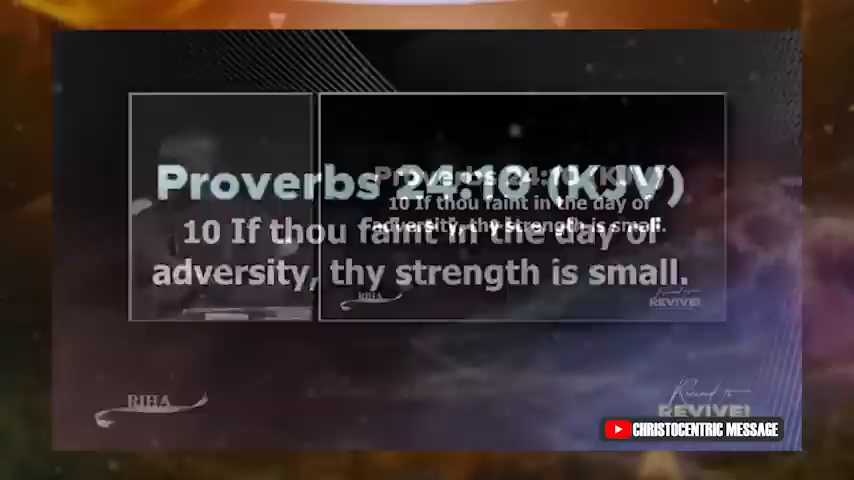 Proverbs 24:10 (KJV)
10 If thou faint in the day of
adversity, thy strength is small.
Proverbs 24:10 (KJV)
10 If thou faint in the day of
adversity, thy strength is small.
RIHA
REVIVE!
RIHA
REVIVE!
CHRISTOCENTRIC MESSAGE